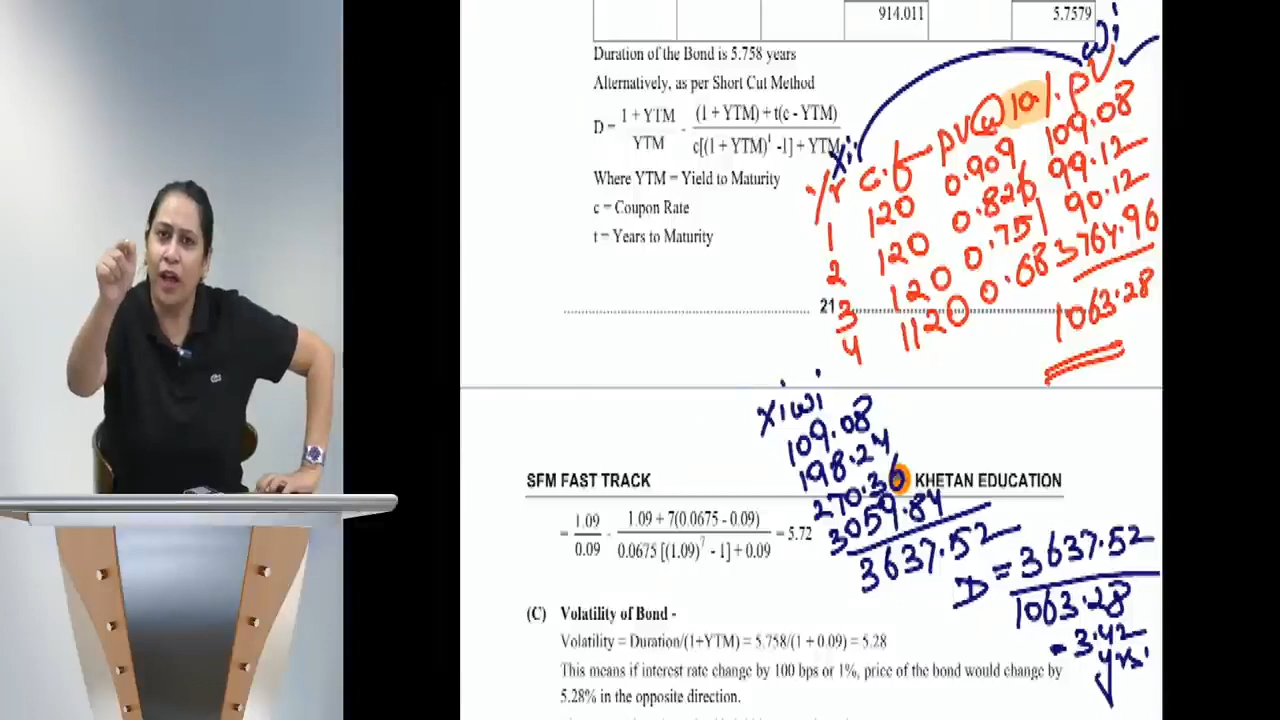 914.011 5.7579
Duration of the Bond is 5.758 years
Alternatively, as per Short Cut Method
D = 1 + YTM / YTM - (1 + YTM) + t(c - YTM) / c[(1 + YTM)^t -1] + YTM
Where YTM = Yield to Maturity
c = Coupon Rate
t = Years to Maturity
xi wi
Yr c.f PV@10%. PV
1 120 0.909 109.08
2 120 0.826 99.12
3 120 0.751 90.12
4 1120 0.683 764.96
1063.28
21
xiwi
109.08
198.24
270.36
3059.84
3637.52
SFM FAST TRACK KHETAN EDUCATION
= 1.09 / 0.09 - 1.09 + 7(0.0675 - 0.09) / 0.0675 [(1.09)^7 - 1] + 0.09 = 5.72
D = 3637.52
1063.28
= 3.42
yrs.
(C) Volatility of Bond -
Volatility = Duration/(1+YTM) = 5.758/(1 + 0.09) = 5.28
This means if interest rate change by 100 bps or 1%, price of the bond would change by
5.28% in the opposite direction.